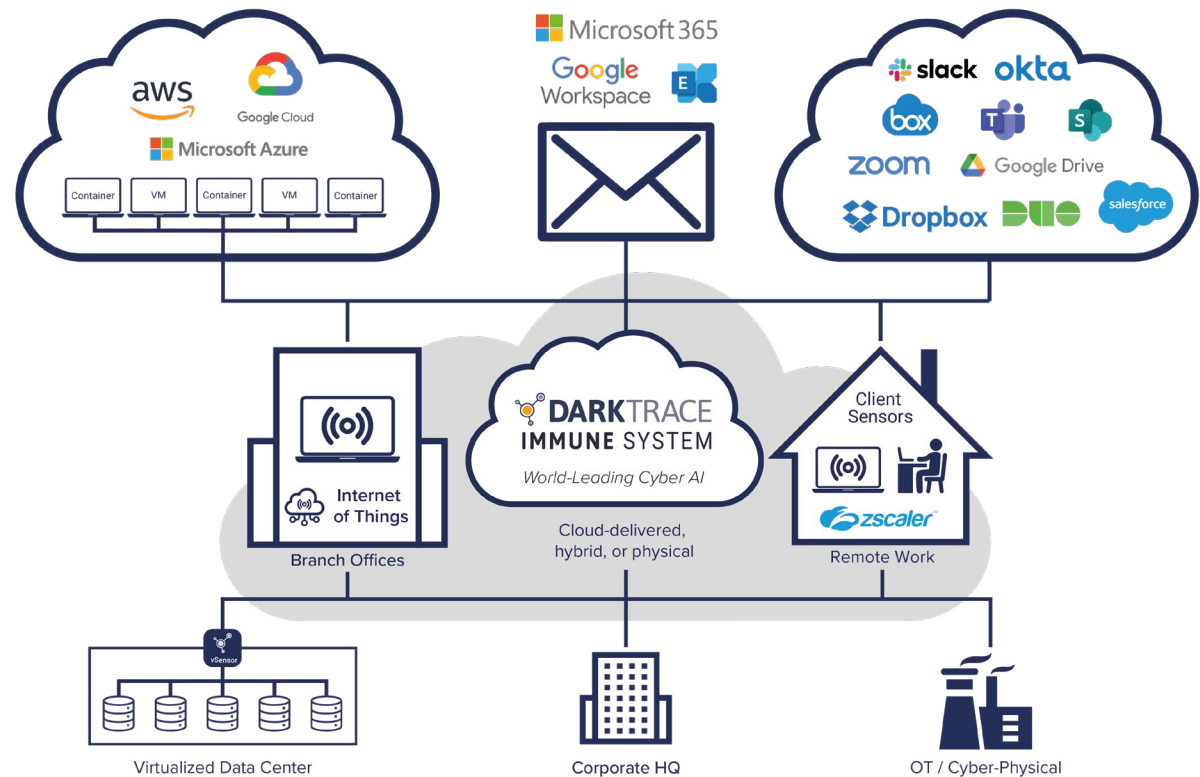 aws
Google Cloud
Microsoft Azure
Container
VM
Container
VM
Container
Microsoft 365
Google
Workspace
E
slack
okta
box
T
S
zoom
Google Drive
Dropbox
DUO
salesforce
Internet
of Things
Branch Offices
DARKTRACE
IMMUNE SYSTEM
World-Leading Cyber AI
Cloud-delivered,
hybrid, or physical
Client
Sensors
zscaler™
Remote Work
vSensor
Virtualized Data Center
Corporate HQ
OT / Cyber-Physical